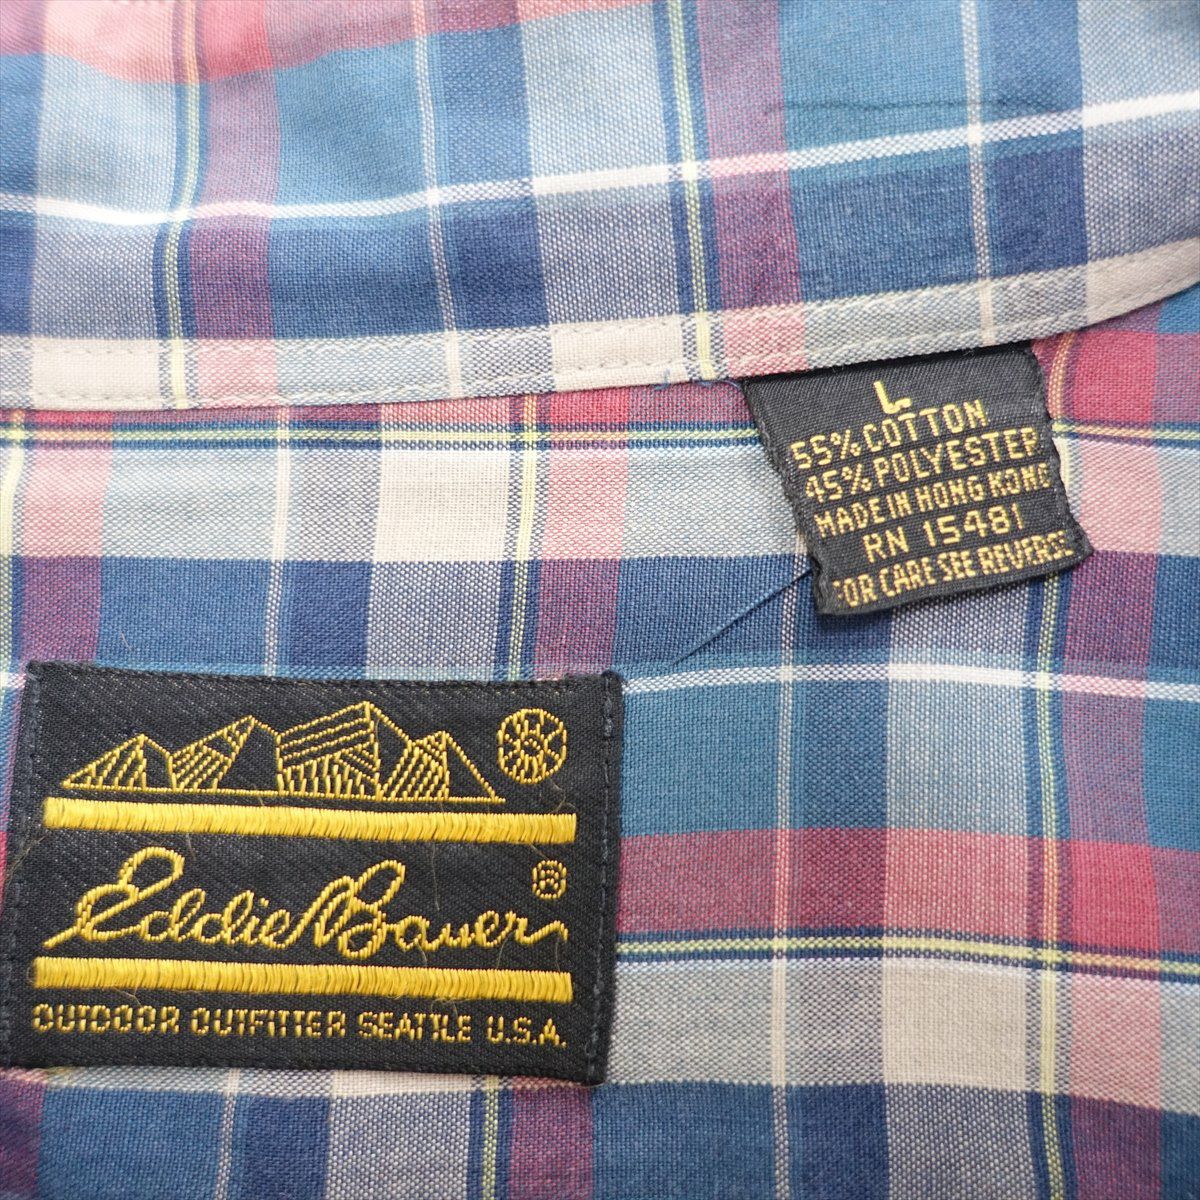 L
55% COTTON
45% POLYESTER
MADE IN HONG KONG
RN 15481
FOR CARE SEE REVERSE
Eddie Bauer ®
OUTDOOR OUTFITTER SEATTLE U.S.A.